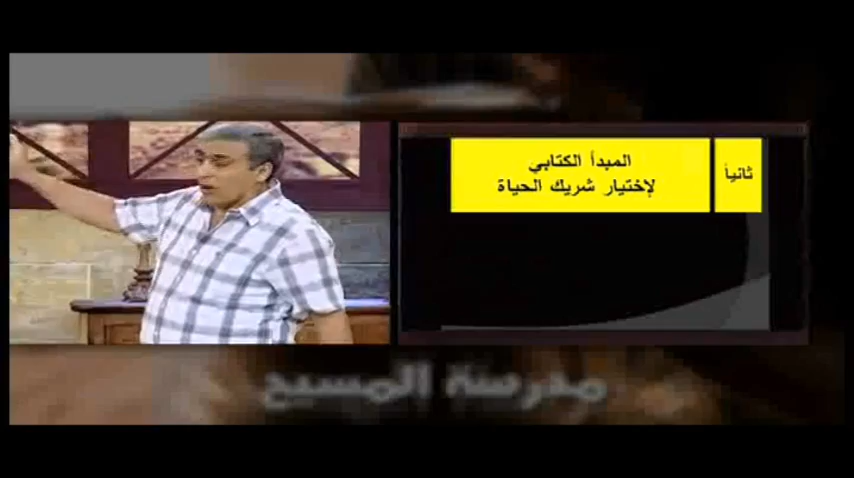 ثانياً
المبدأ الكتابي
لإختيار شريك الحياة
مدرسة المسيح